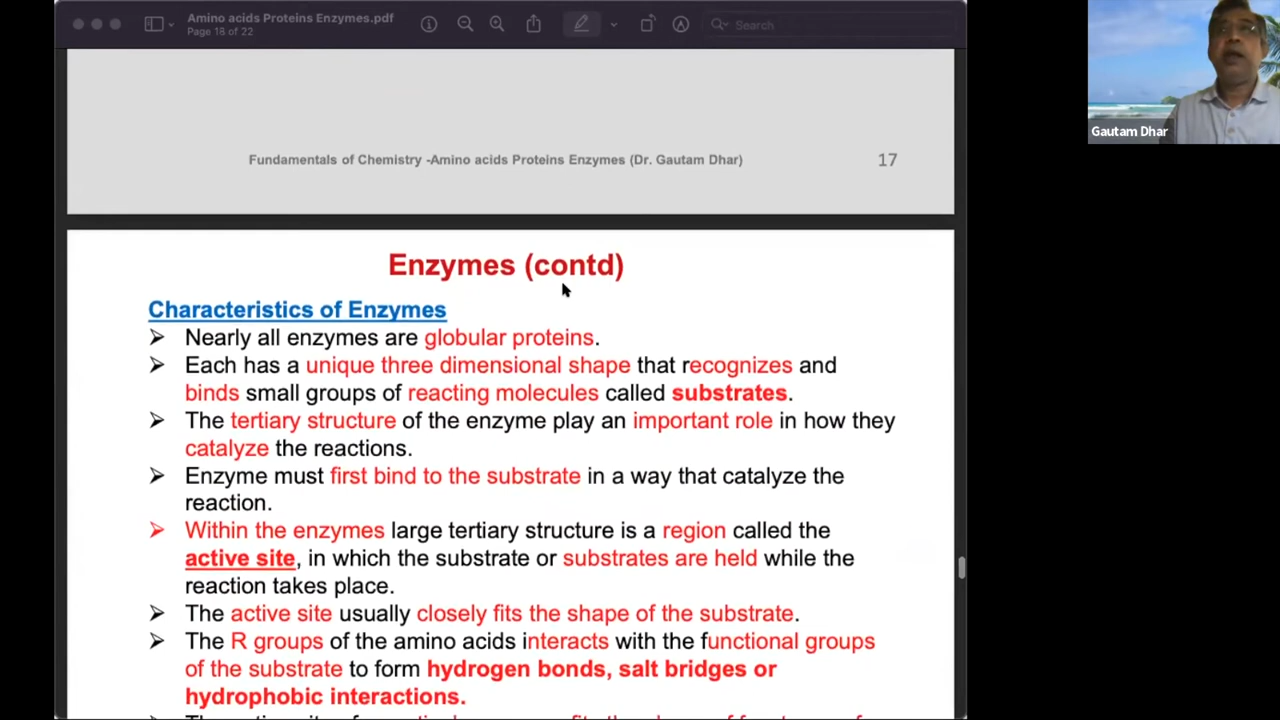 Amino acids Proteins Enzymes.pdf
Page 18 of 22
Search
Gautam Dhar
Fundamentals of Chemistry -Amino acids Proteins Enzymes (Dr. Gautam Dhar)
17
Enzymes (contd)
Characteristics of Enzymes
➢ Nearly all enzymes are globular proteins.
➢ Each has a unique three dimensional shape that recognizes and
binds small groups of reacting molecules called substrates.
➢ The tertiary structure of the enzyme play an important role in how they
catalyze the reactions.
➢ Enzyme must first bind to the substrate in a way that catalyze the
reaction.
➢ Within the enzymes large tertiary structure is a region called the
active site, in which the substrate or substrates are held while the
reaction takes place.
➢ The active site usually closely fits the shape of the substrate.
➢ The R groups of the amino acids interacts with the functional groups
of the substrate to form hydrogen bonds, salt bridges or
hydrophobic interactions.